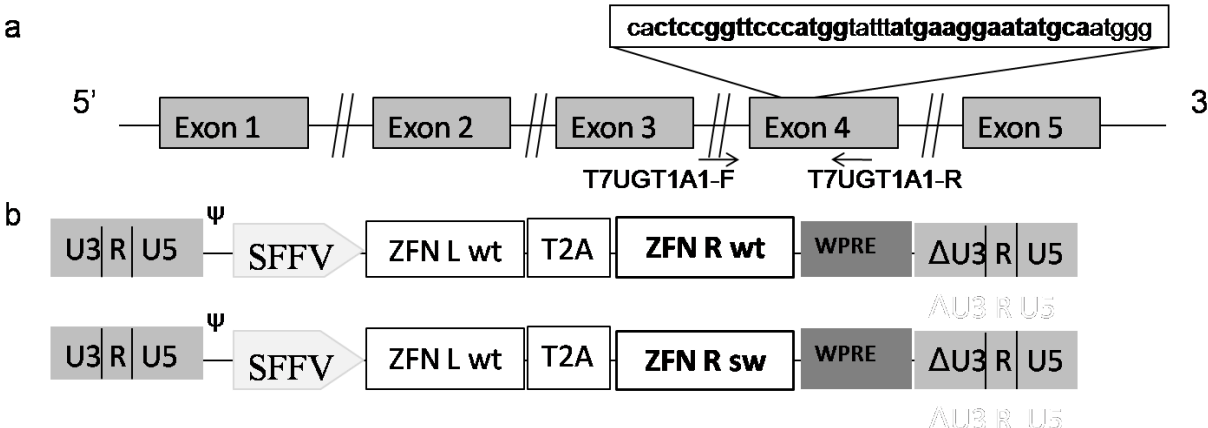 a
cactccggttcccatggtatttatgaaggaatatgcaatggg
5' Exon 1 Exon 2 Exon 3 Exon 4 Exon 5 3
T7UGT1A1-F T7UGT1A1-R
b
U3 R U5 Ψ SFFV ZFN L wt T2A ZFN R wt WPRE ΔU3 R U5
ΔU3 R U5
U3 R U5 Ψ SFFV ZFN L wt T2A ZFN R sw WPRE ΔU3 R U5
ΔU3 R U5